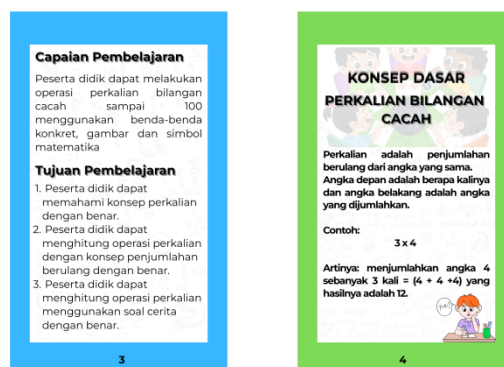 Capaian Pembelajaran
Peserta didik dapat melakukan
operasi perkalian bilangan
cacah sampai 100
menggunakan benda-benda
konkret, gambar dan simbol
matematika
Tujuan Pembelajaran
1. Peserta didik dapat
memahami konsep perkalian
dengan benar.
2. Peserta didik dapat
menghitung operasi perkalian
dengan konsep penjumlahan
berulang dengan benar.
3. Peserta didik dapat
menghitung operasi perkalian
menggunakan soal cerita
dengan benar.
3
KONSEP DASAR
PERKALIAN BILANGAN
CACAH
Perkalian adalah penjumlahan
berulang dari angka yang sama.
Angka depan adalah berapa kalinya
dan angka belakang adalah angka
yang dijumlahkan.
Contoh:
3 x 4
Artinya: menjumlahkan angka 4
sebanyak 3 kali = (4 + 4 +4) yang
hasilnya adalah 12.
4